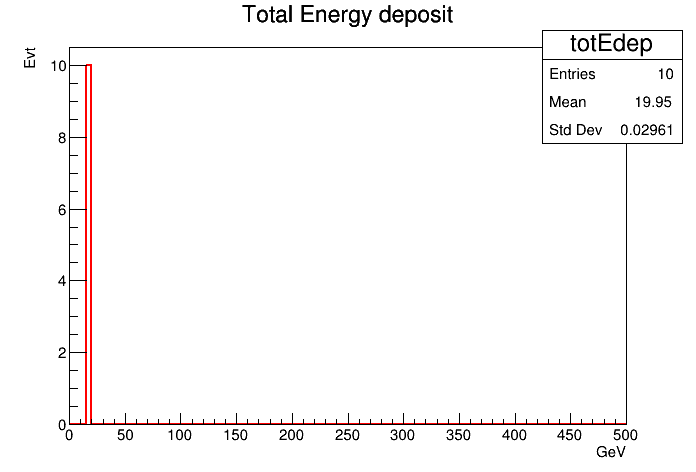 Total Energy deposit
totEdep
Entries 10
Mean 19.95
Std Dev 0.02961
Evt
10
8
6
4
2
0
0 50 100 150 200 250 300 350 400 450 500
GeV